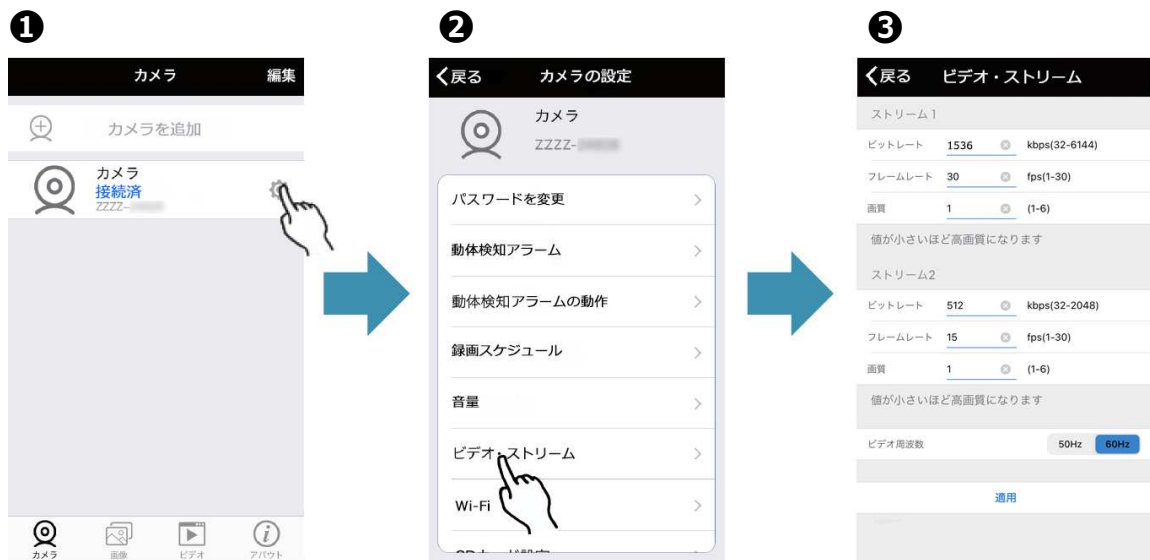 ❶
カメラ 編集
カメラを追加
カメラ
接続済
ZZZZ-
カメラ 画像 ビデオ アバウト
❷
戻る カメラの設定
カメラ
ZZZZ-
パスワードを変更
動体検知アラーム
動体検知アラームの動作
録画スケジュール
音量
ビデオ・ストリーム
Wi-Fi
❸
戻る ビデオ・ストリーム
ストリーム1
ビットレート 1536 kbps(32-6144)
フレームレート 30 fps(1-30)
画質 1 (1-6)
値が小さいほど高画質になります
ストリーム2
ビットレート 512 kbps(32-2048)
フレームレート 15 fps(1-30)
画質 1 (1-6)
値が小さいほど高画質になります
ビデオ周波数 50Hz 60Hz
適用